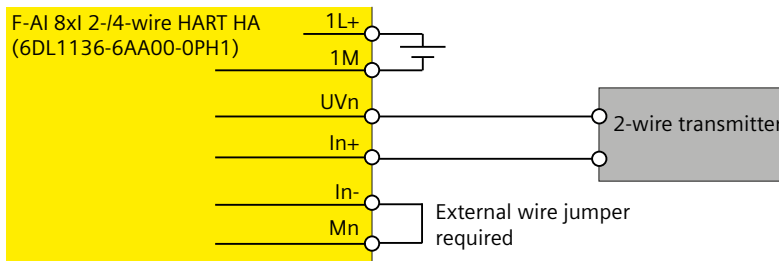 F-AI 8xI 2-/4-wire HART HA
(6DL1136-6AA00-0PH1)
1L+
1M
UVn
2-wire transmitter
In+
In-
External wire jumper
required
Mn